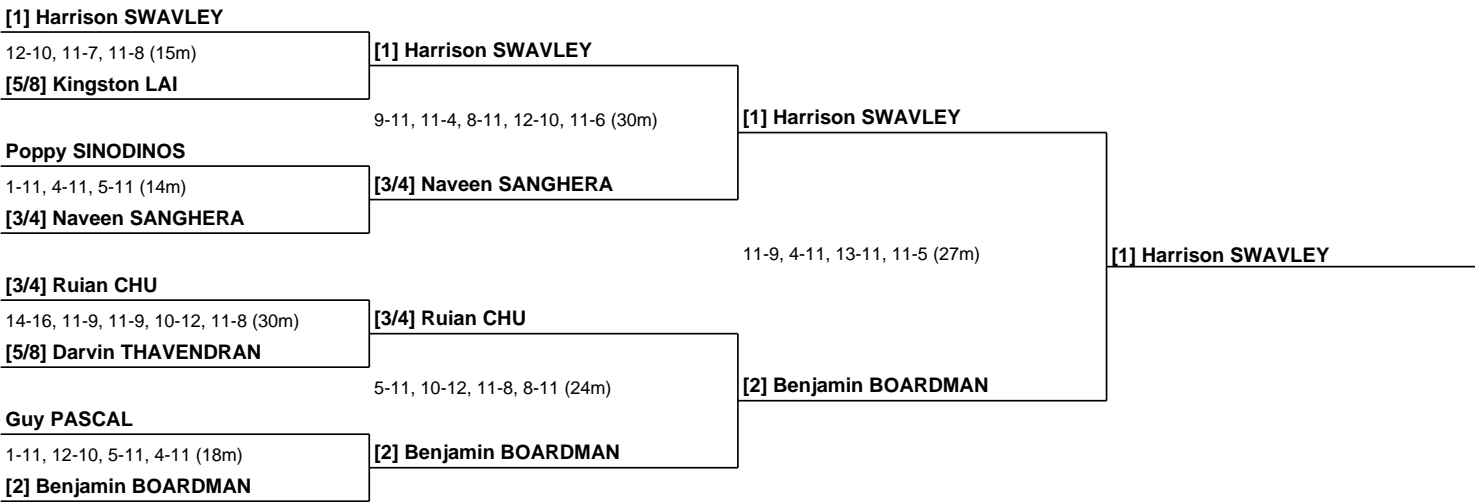 [1] Harrison SWAVLEY
12-10, 11-7, 11-8 (15m)
[5/8] Kingston LAI
[1] Harrison SWAVLEY
9-11, 11-4, 8-11, 12-10, 11-6 (30m)
[1] Harrison SWAVLEY
Poppy SINODINOS
1-11, 4-11, 5-11 (14m)
[3/4] Naveen SANGHERA
[3/4] Naveen SANGHERA
11-9, 4-11, 13-11, 11-5 (27m)
[1] Harrison SWAVLEY
[3/4] Ruian CHU
14-16, 11-9, 11-9, 10-12, 11-8 (30m)
[5/8] Darvin THAVENDRAN
[3/4] Ruian CHU
5-11, 10-12, 11-8, 8-11 (24m)
[2] Benjamin BOARDMAN
Guy PASCAL
1-11, 12-10, 5-11, 4-11 (18m)
[2] Benjamin BOARDMAN
[2] Benjamin BOARDMAN